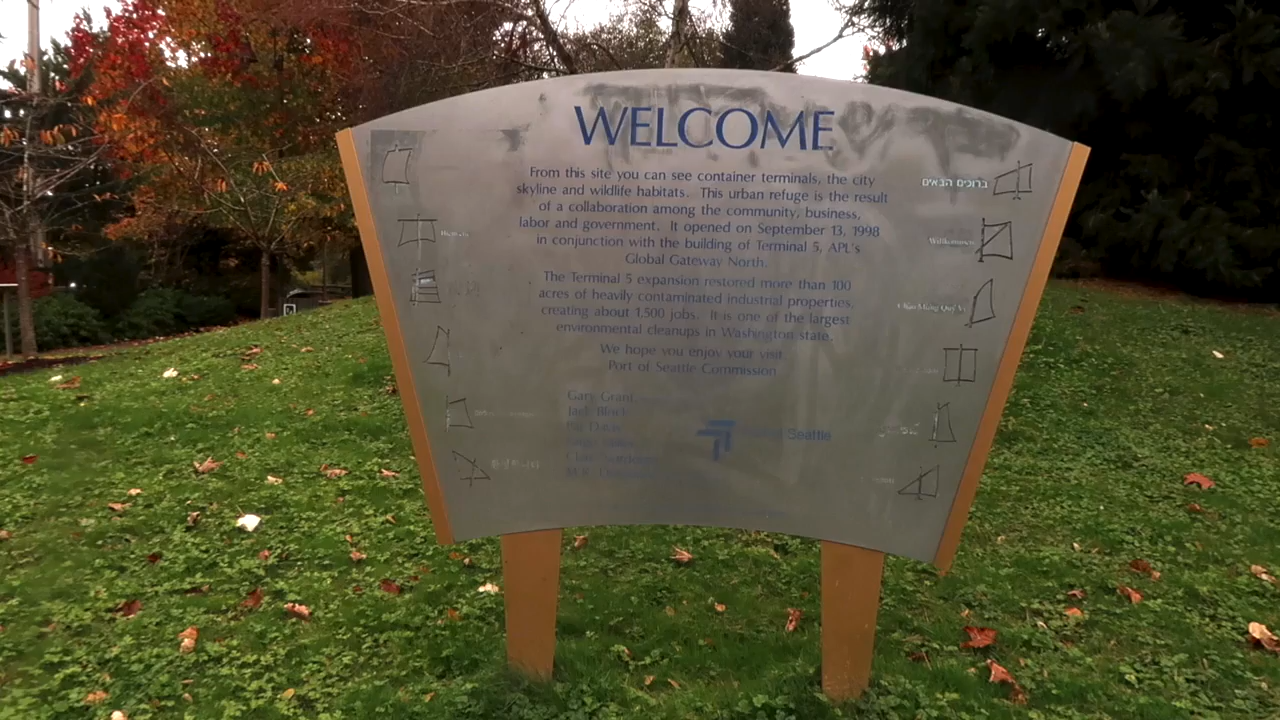 WELCOME
From this site you can see container terminals, the city
skyline and wildlife habitats. This urban refuge is the result
of a collaboration among the community, business,
labor and government. It opened on September 13, 1998
in conjunction with the building of Terminal 5, APL's
Global Gateway North.
The Terminal 5 expansion restored more than 100
acres of heavily contaminated industrial properties,
creating about 1,500 jobs. It is one of the largest
environmental cleanups in Washington state.
We hope you enjoy your visit.
Port of Seattle Commission
Gary Grant
Jack Block
Davis
Seattle
ברוכים הבאים
Willkommen